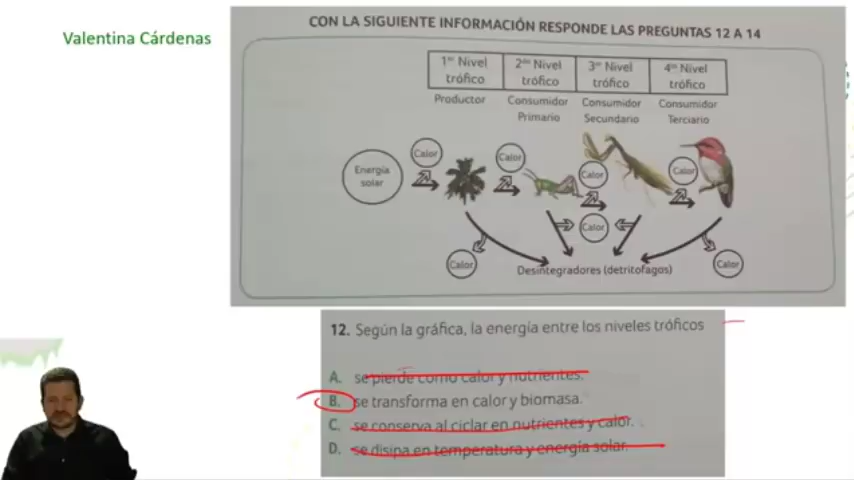 Valentina Cárdenas
CON LA SIGUIENTE INFORMACIÓN RESPONDE LAS PREGUNTAS 12 A 14
1er Nivel trófico
2do Nivel trófico
3er Nivel trófico
4to Nivel trófico
Productor
Consumidor Primario
Consumidor Secundario
Consumidor Terciario
Energía solar
Calor
Calor
Calor
Calor
Calor
Calor
Calor
Desintegradores (detritofagos)
12. Según la gráfica, la energía entre los niveles tróficos
A. se pierde como calor y nutrientes.
B. se transforma en calor y biomasa.
C. se conserva al ciclar en nutrientes y calor.
D. se disipa en temperatura y energía solar.